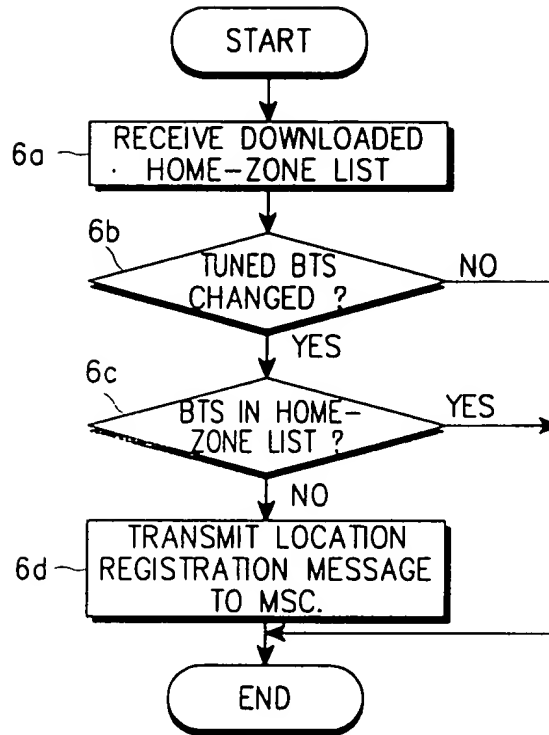 START
6a
RECEIVE DOWNLOADED
HOME-ZONE LIST
6b
TUNED BTS
CHANGED ?
NO
YES
6c
BTS IN HOME-
ZONE LIST ?
YES
NO
6d
TRANSMIT LOCATION
REGISTRATION MESSAGE
TO MSC.
END